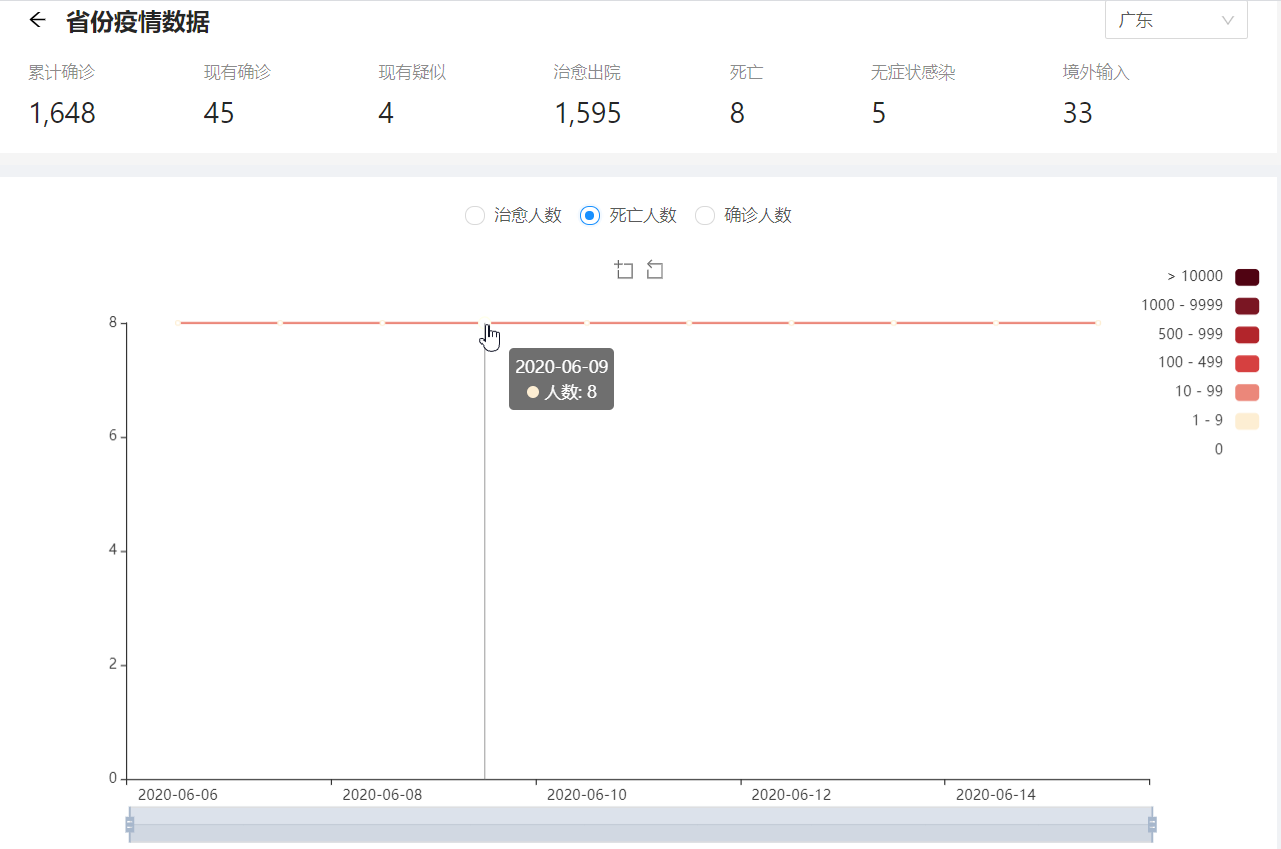 省份疫情数据
广东
累计确诊 现有确诊 现有疑似 治愈出院 死亡 无症状感染 境外输入
1,648 45 4 1,595 8 5 33
治愈人数 死亡人数 确诊人数
> 10000
1000 - 9999
500 - 999
100 - 499
10 - 99
1 - 9
0
8
6
4
2
0
2020-06-09
人数: 8
2020-06-06 2020-06-08 2020-06-10 2020-06-12 2020-06-14